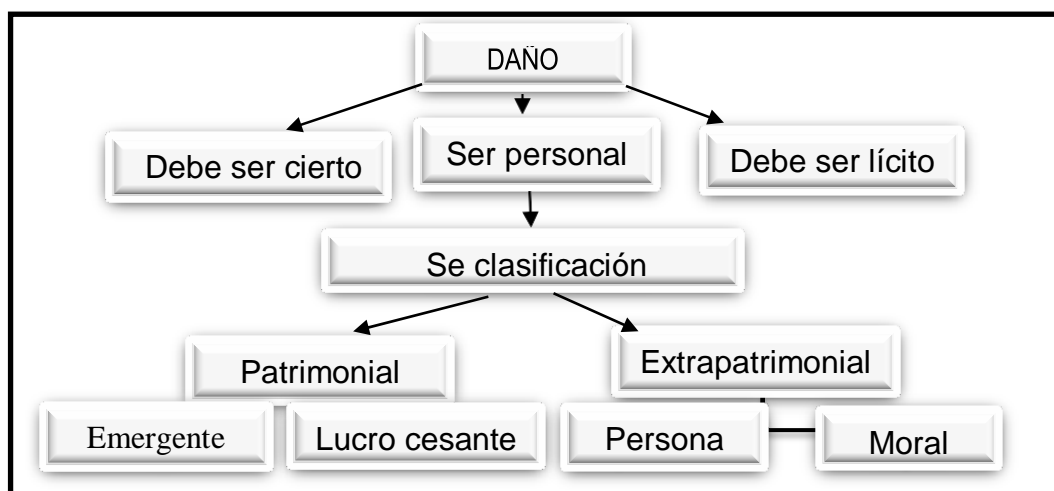 DAÑO
Debe ser cierto
Ser personal
Debe ser lícito
Se clasificación
Patrimonial
Extrapatrimonial
Emergente
Lucro cesante
Persona
Moral